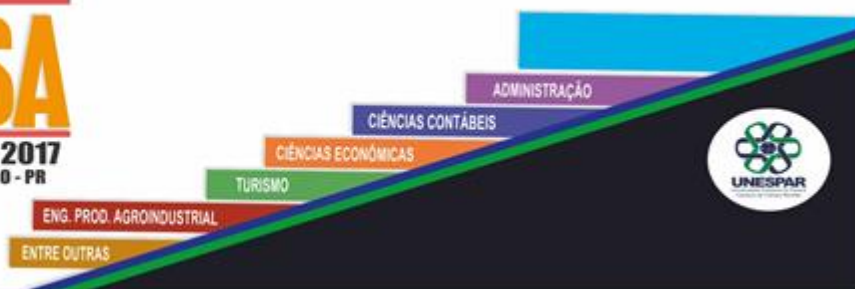 SA
2017
O - PR
ADMINISTRAÇÃO
CIÊNCIAS CONTÁBEIS
CIÊNCIAS ECONÔMICAS
TURISMO
ENG. PROD. AGROINDUSTRIAL
ENTRE OUTRAS
UNESPAR